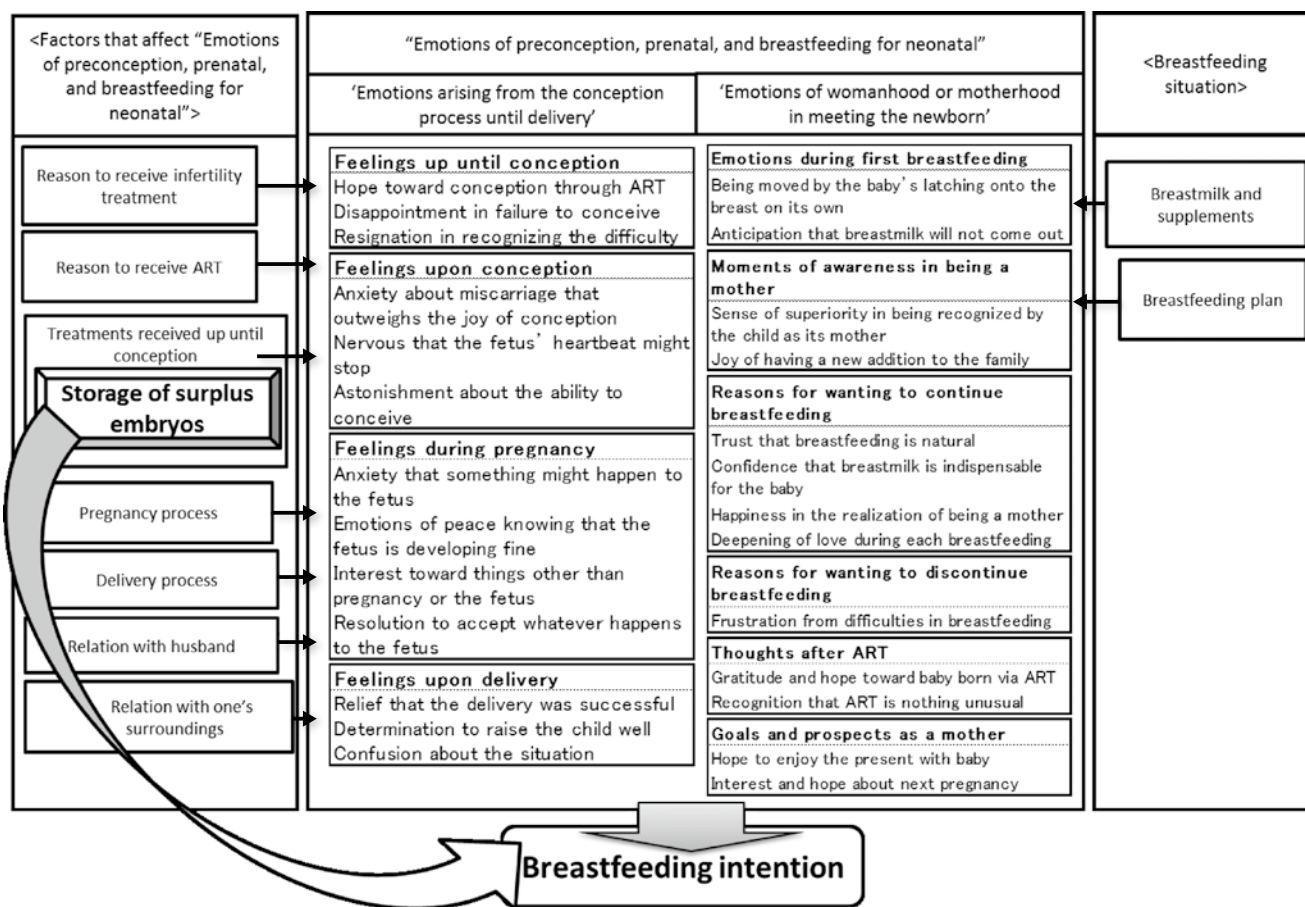 <Factors that affect “Emotions
of preconception, prenatal,
and breastfeeding for
neonatal”>
Reason to receive infertility
treatment
Reason to receive ART
Treatments received up until
conception
Storage of surplus
embryos
Pregnancy process
Delivery process
Relation with husband
Relation with one’s
surroundings
“Emotions of preconception, prenatal, and breastfeeding for neonatal”
‘Emotions arising from the conception
process until delivery’
Feelings up until conception
Hope toward conception through ART
Disappointment in failure to conceive
Resignation in recognizing the difficulty
Feelings upon conception
Anxiety about miscarriage that
outweighs the joy of conception
Nervous that the fetus’ heartbeat might
stop
Astonishment about the ability to
conceive
Feelings during pregnancy
Anxiety that something might happen to
the fetus
Emotions of peace knowing that the
fetus is developing fine
Interest toward things other than
pregnancy or the fetus
Resolution to accept whatever happens
to the fetus
Feelings upon delivery
Relief that the delivery was successful
Determination to raise the child well
Confusion about the situation
‘Emotions of womanhood or motherhood
in meeting the newborn’
Emotions during first breastfeeding
Being moved by the baby’s latching onto the
breast on its own
Anticipation that breastmilk will not come out
Moments of awareness in being a
mother
Sense of superiority in being recognized by
the child as its mother
Joy of having a new addition to the family
Reasons for wanting to continue
breastfeeding
Trust that breastfeeding is natural
Confidence that breastmilk is indispensable
for the baby
Happiness in the realization of being a mother
Deepening of love during each breastfeeding
Reasons for wanting to discontinue
breastfeeding
Frustration from difficulties in breastfeeding
Thoughts after ART
Gratitude and hope toward baby born via ART
Recognition that ART is nothing unusual
Goals and prospects as a mother
Hope to enjoy the present with baby
Interest and hope about next pregnancy
<Breastfeeding
situation>
Breastmilk and
supplements
Breastfeeding plan
Breastfeeding intention